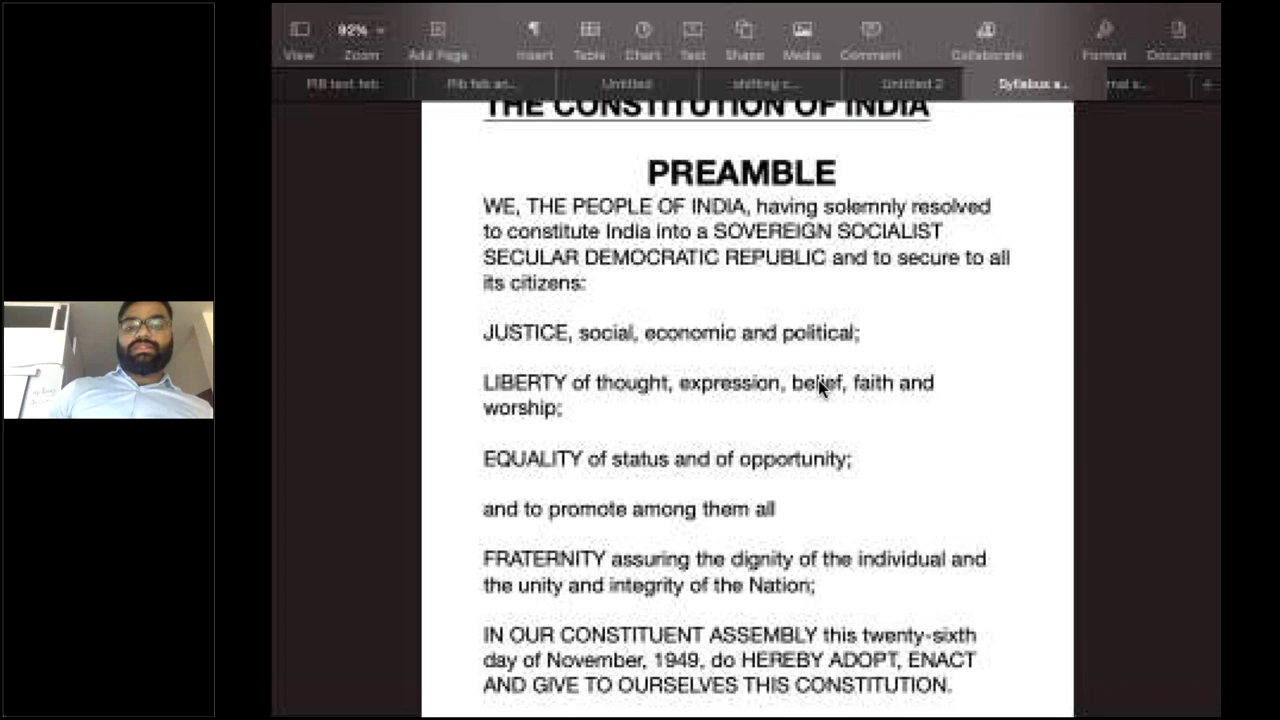 92%
View Zoom Add Page Insert Table Chart Text Shape Media Comment Collaborate Format Document
Untitled Untitled 2 Syllabus a...
THE CONSTITUTION OF INDIA
PREAMBLE
WE, THE PEOPLE OF INDIA, having solemnly resolved
to constitute India into a SOVEREIGN SOCIALIST
SECULAR DEMOCRATIC REPUBLIC and to secure to all
its citizens:
JUSTICE, social, economic and political;
LIBERTY of thought, expression, belief, faith and
worship;
EQUALITY of status and of opportunity;
and to promote among them all
FRATERNITY assuring the dignity of the individual and
the unity and integrity of the Nation;
IN OUR CONSTITUENT ASSEMBLY this twenty-sixth
day of November, 1949, do HEREBY ADOPT, ENACT
AND GIVE TO OURSELVES THIS CONSTITUTION.